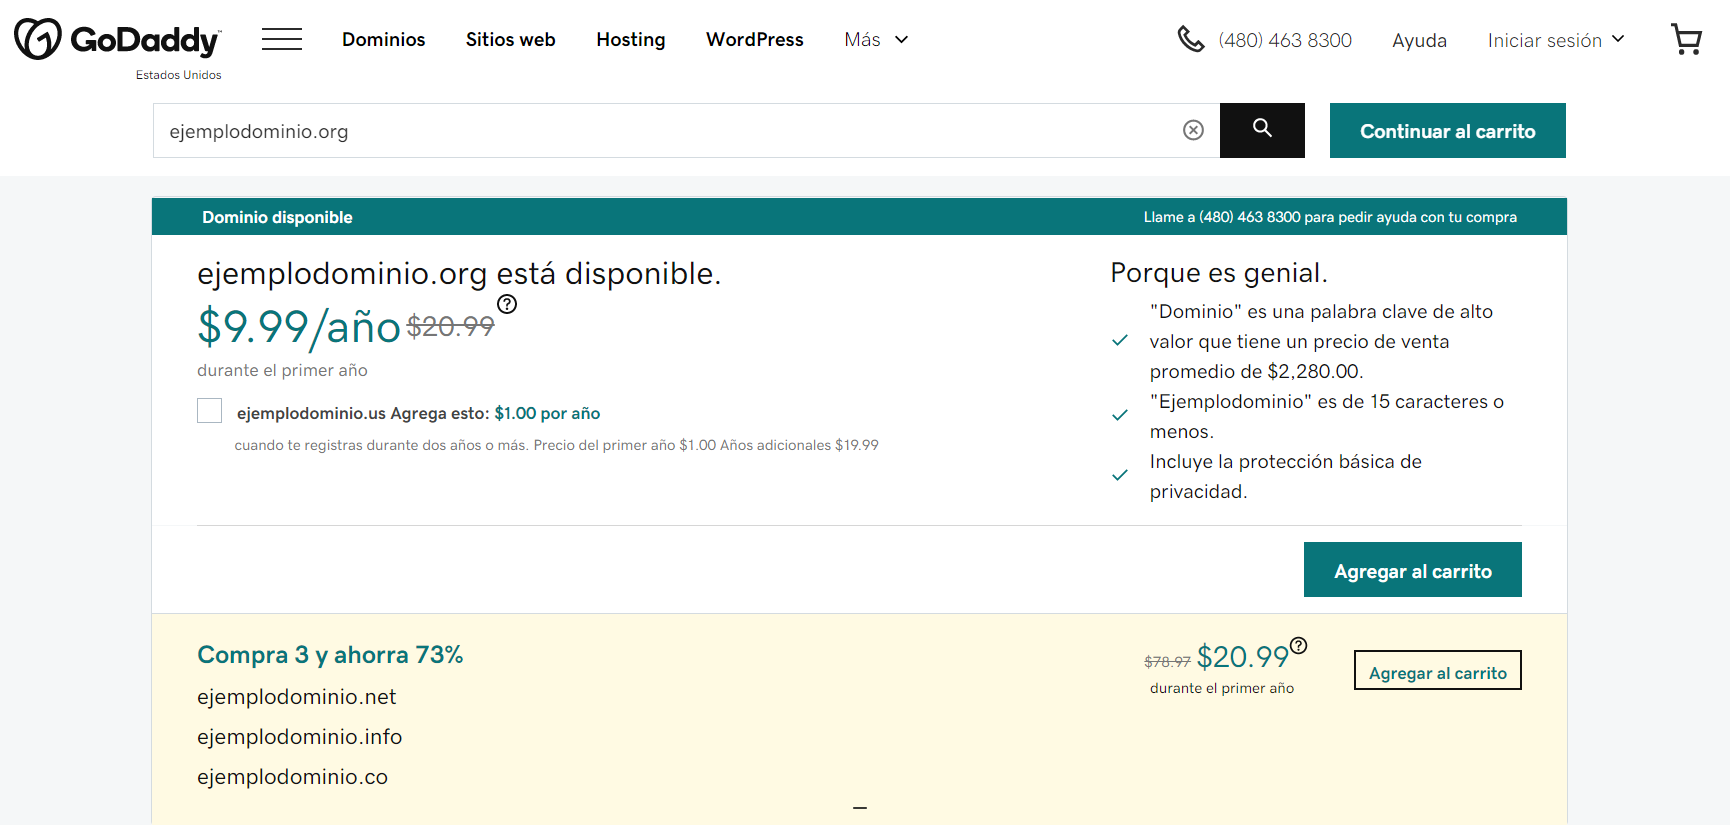 GoDaddy
Estados Unidos
Dominios Sitios web Hosting WordPress Más
(480) 463 8300 Ayuda Iniciar sesión
ejemplodominio.org
Continuar al carrito
Dominio disponible
Llame a (480) 463 8300 para pedir ayuda con tu compra
ejemplodominio.org está disponible.
$9.99/año $20.99 ?
durante el primer año
ejemplodominio.us Agrega esto: $1.00 por año
cuando te registras durante dos años o más. Precio del primer año $1.00 Años adicionales $19.99
Porque es genial.
"Dominio" es una palabra clave de alto
valor que tiene un precio de venta
promedio de $2,280.00.
"Ejemplodominio" es de 15 caracteres o
menos.
Incluye la protección básica de
privacidad.
Agregar al carrito
Compra 3 y ahorra 73%
ejemplodominio.net
ejemplodominio.info
ejemplodominio.co
$78.97 $20.99 ?
durante el primer año
Agregar al carrito